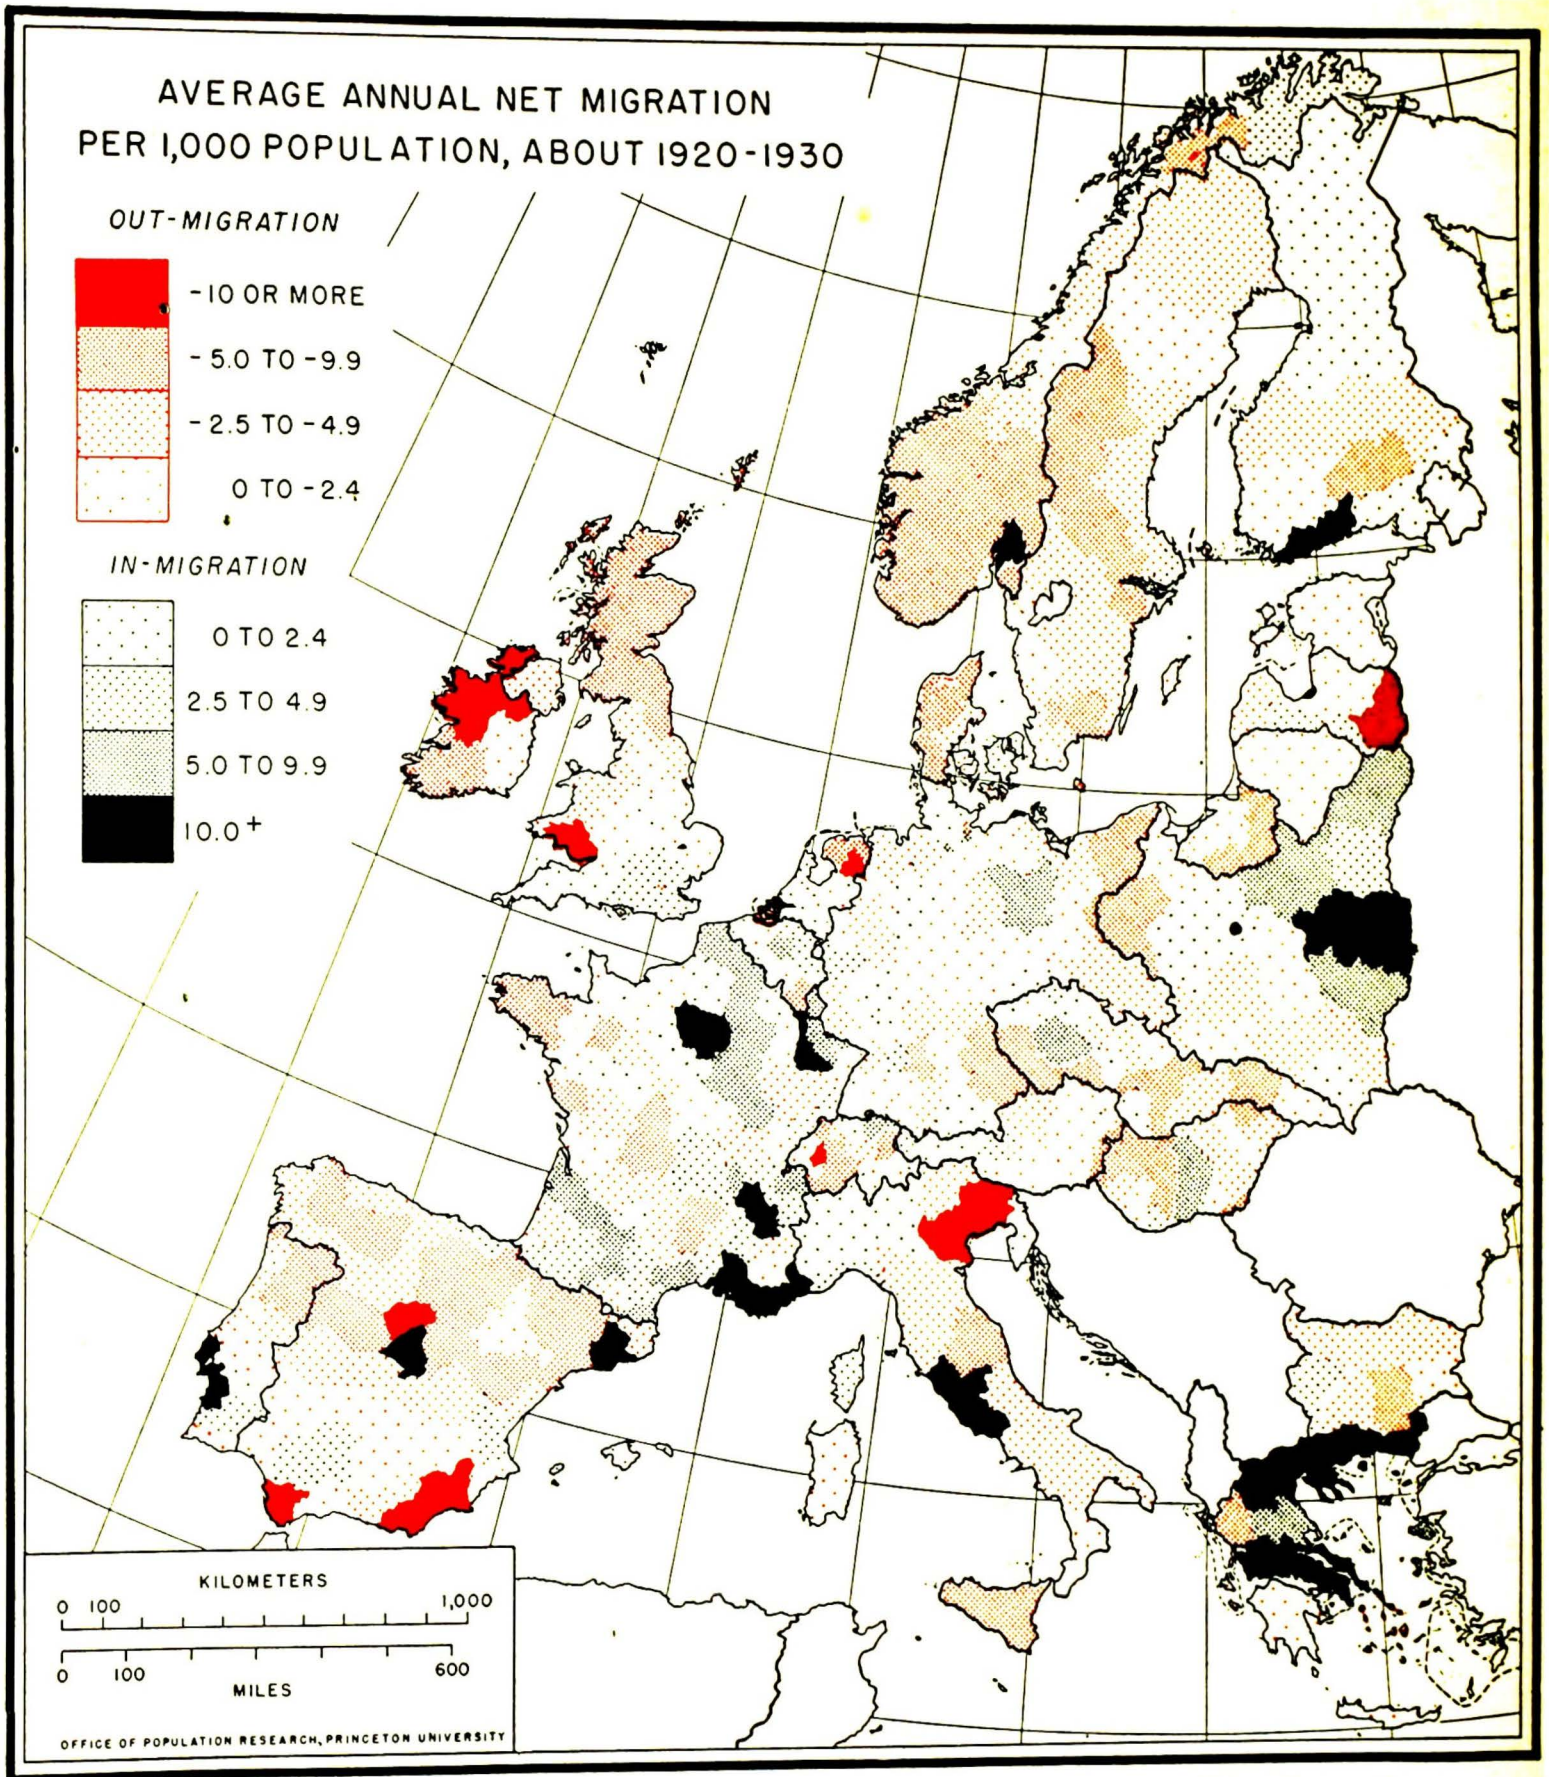 AVERAGE ANNUAL NET MIGRATION
PER 1,000 POPULATION, ABOUT 1920-1930
OUT-MIGRATION
-10 OR MORE
-5.0 TO -9.9
-2.5 TO -4.9
0 TO -2.4
IN-MIGRATION
0 TO 2.4
2.5 TO 4.9
5.0 TO 9.9
10.0+
KILOMETERS
0 100 1,000
0 100 600
MILES
OFFICE OF POPULATION RESEARCH, PRINCETON UNIVERSITY